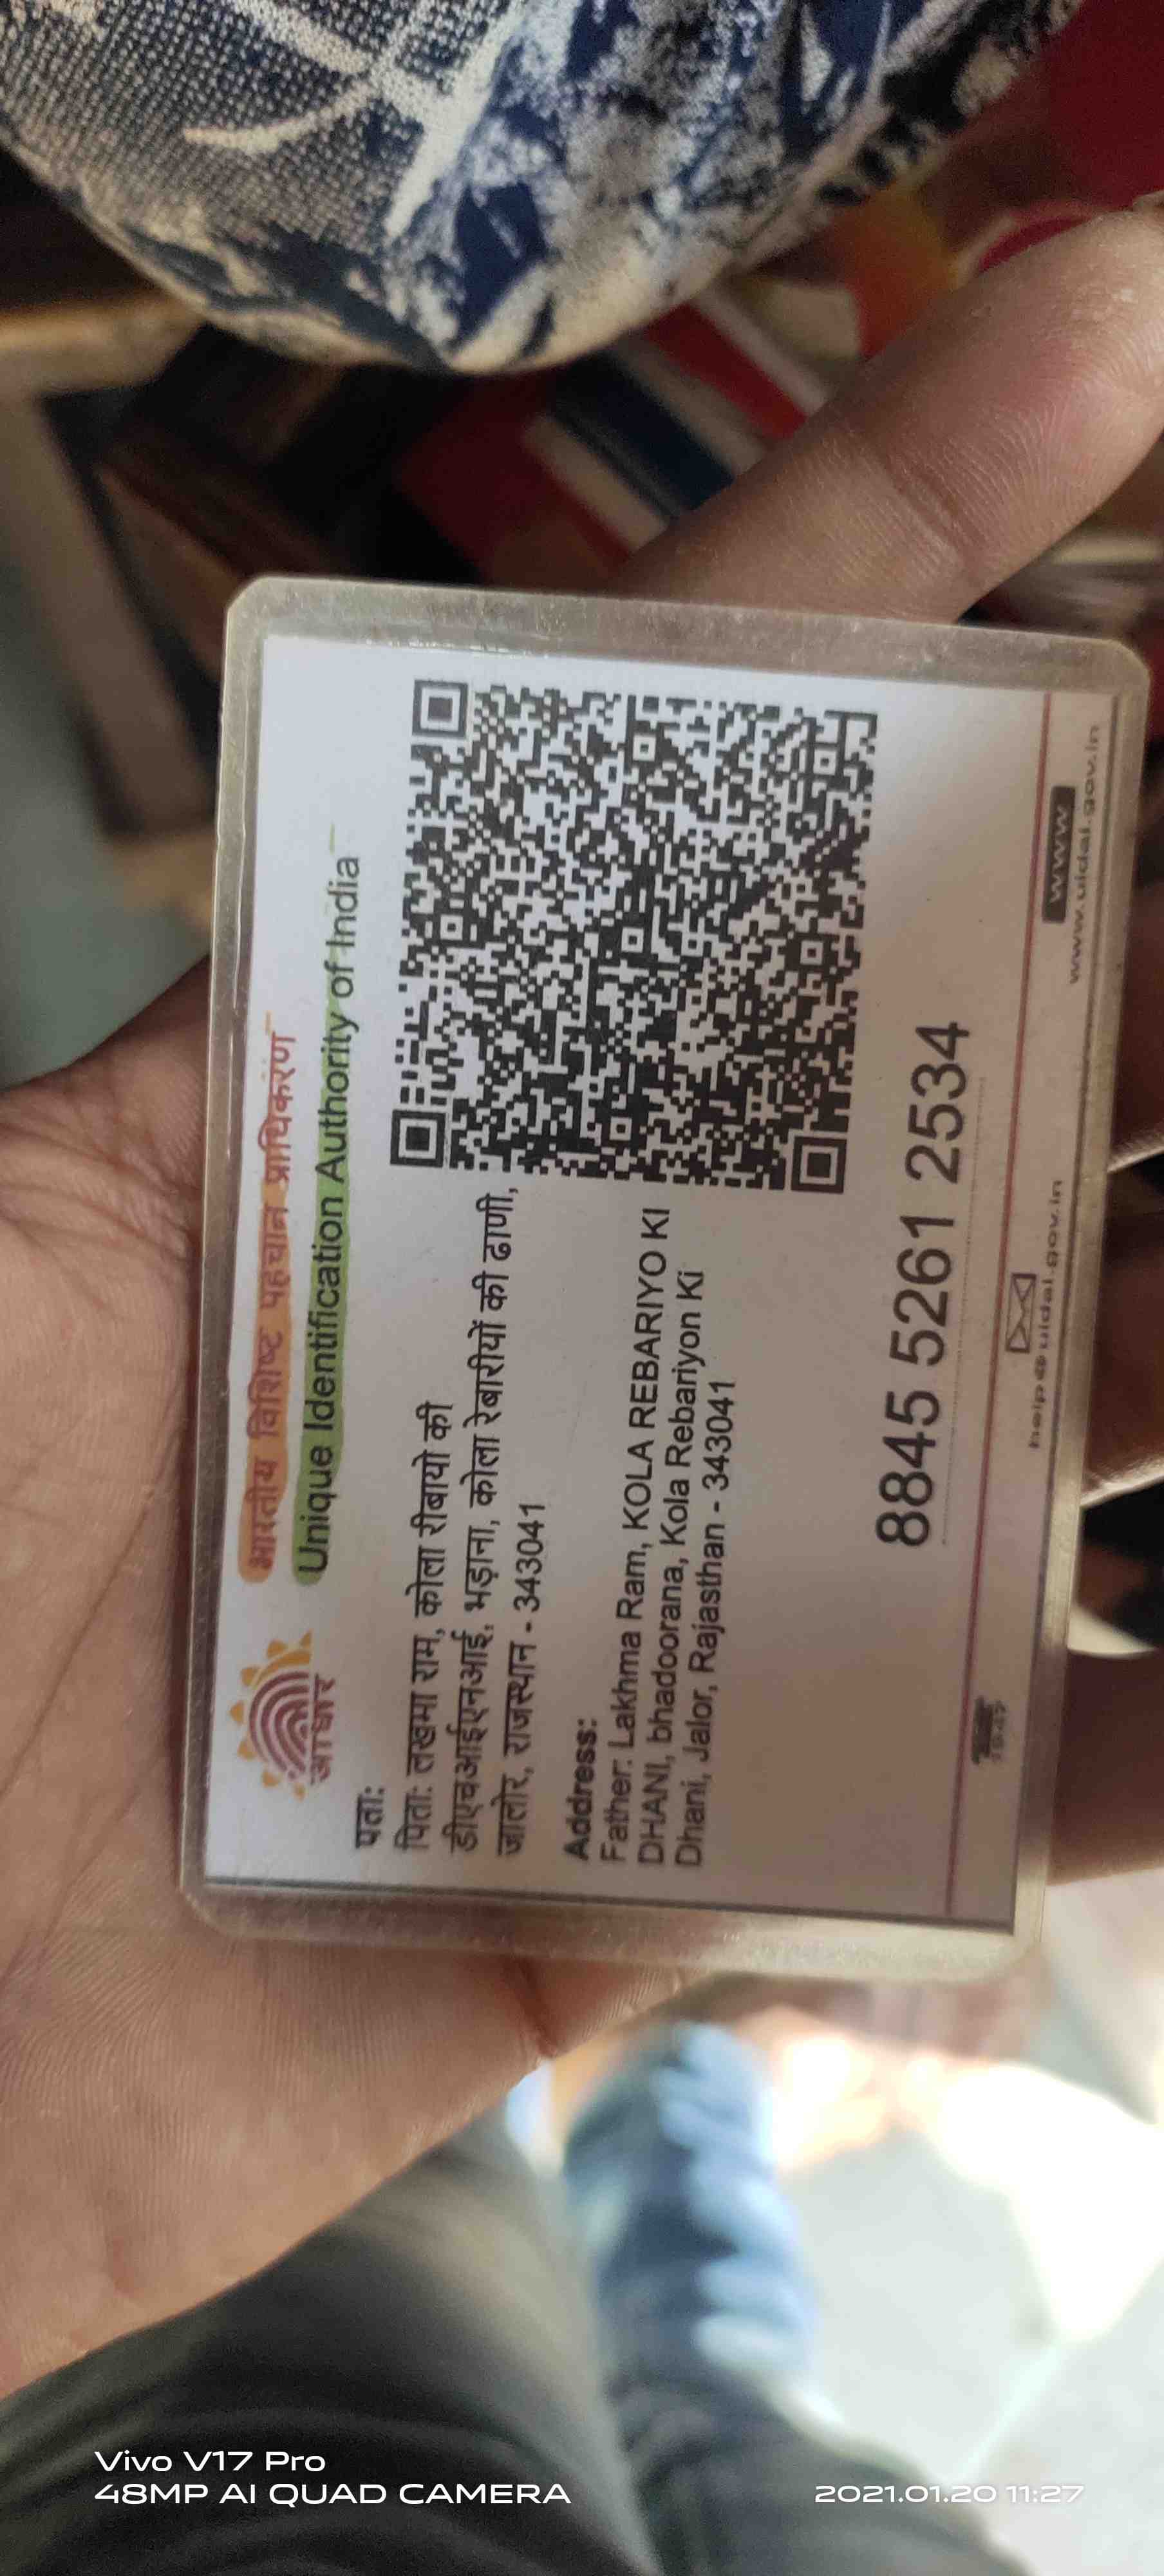 भारतीय विशिष्ट पहचान प्राधिकरण
Unique Identification Authority of India
आधार
पता:
पिता: लखमा राम, कोला रीबायो की
डीएचआईएनआई, भड़ाना, कोला रेबारीयों की ढाणी,
जालोर, राजस्थान - 343041
Address:
Father: Lakhma Ram, KOLA REBARIYO KI
DHANI, bhadoorana, Kola Rebariyon Ki
Dhani, Jalor, Rajasthan - 343041
8845 5261 2534
help@uidai.gov.in
www
www.uidai.gov.in
Vivo V17 Pro
48MP AI QUAD CAMERA
2021.01.20 11:27